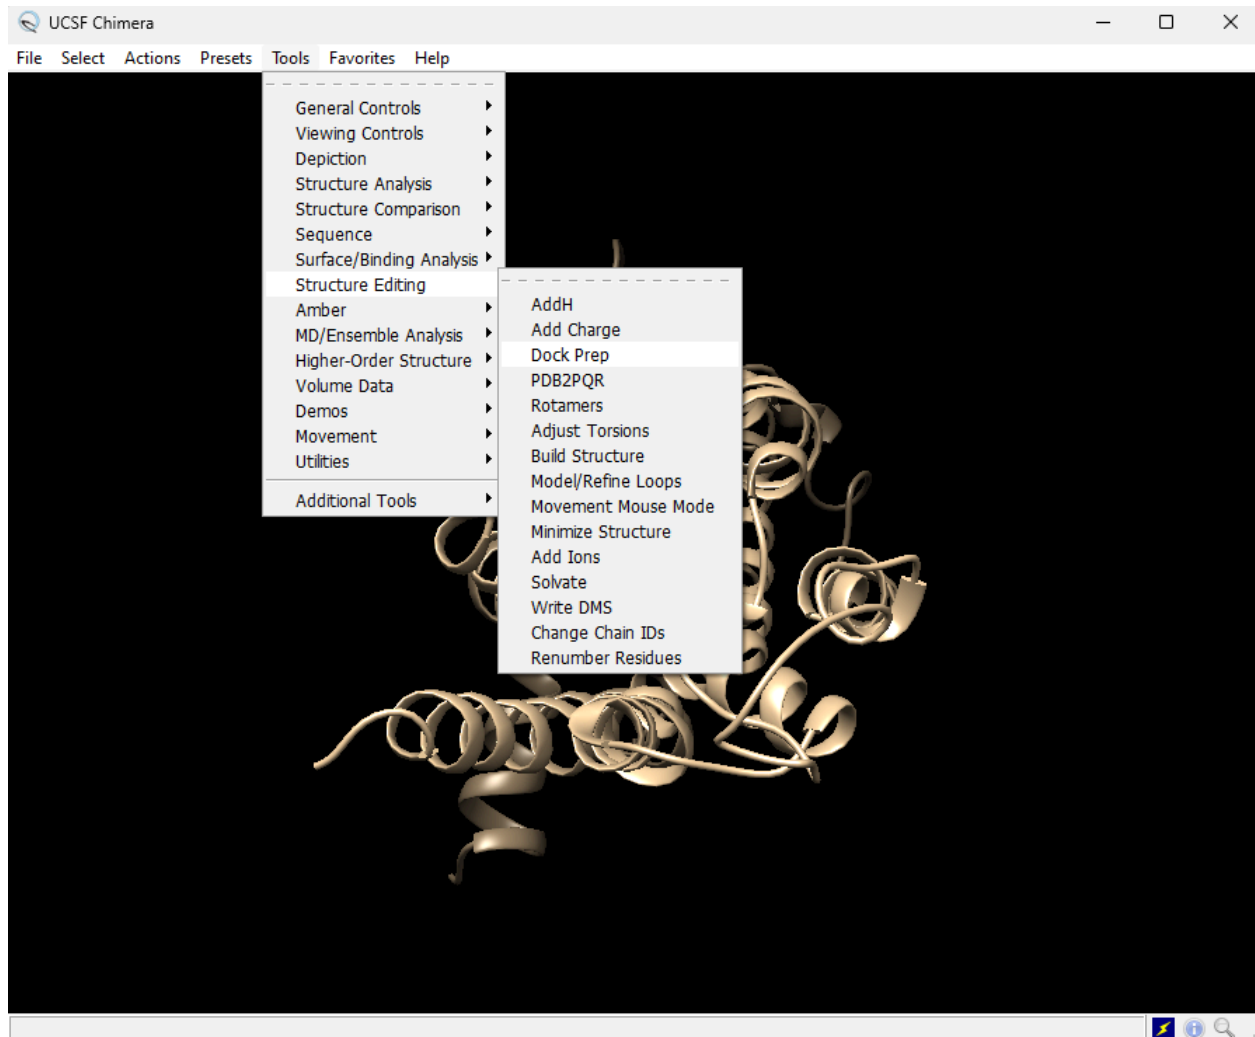 UCSF Chimera
File Select Actions Presets Tools Favorites Help
General Controls
Viewing Controls
Depiction
Structure Analysis
Structure Comparison
Sequence
Surface/Binding Analysis
Structure Editing
Amber
MD/Ensemble Analysis
Higher-Order Structure
Volume Data
Demos
Movement
Utilities
Additional Tools
AddH
Add Charge
Dock Prep
PDB2PQR
Rotamers
Adjust Torsions
Build Structure
Model/Refine Loops
Movement Mouse Mode
Minimize Structure
Add Ions
Solvate
Write DMS
Change Chain IDs
Renumber Residues